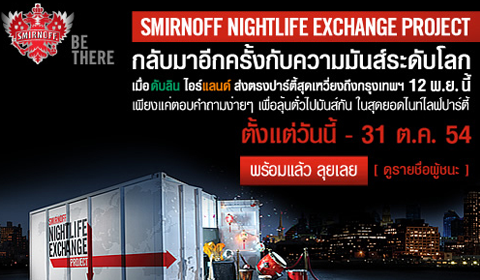 SMIRNOFF
BE
THERE
SMIRNOFF NIGHTLIFE EXCHANGE PROJECT
กลับมาอีกครั้งกับความมันส์ระดับโลก
เมื่อ ดับลิน ไอร์แลนด์ ส่งตรงปาร์ตี้สุดเหวี่ยงถึงกรุงเทพฯ 12 พ.ย. นี้
เพียงแค่ตอบคำถามง่ายๆ เพื่อลุ้นตั๋วไปมันส์กัน ในสุดยอดไนท์ไลฟ์ปาร์ตี้
ตั้งแต่วันนี้ - 31 ต.ค. 54
พร้อมแล้ว ลุยเลย [ ดูรายชื่อผู้ชนะ ]
SMIRNOFF
NIGHTLIFE
EXCHANGE
PROJECT